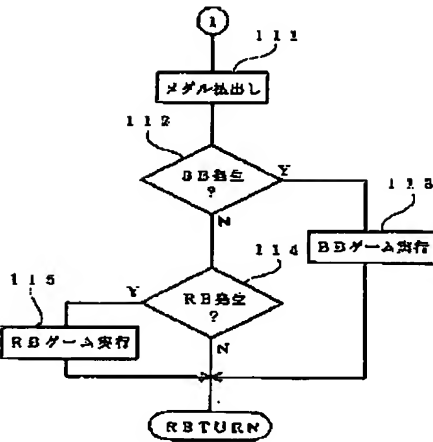 1
111
メダル払出し
112
BB発生
?
Y
113
N
BBゲーム実行
114
115
Y
RB発生
?
RBゲーム実行
N
RETURN